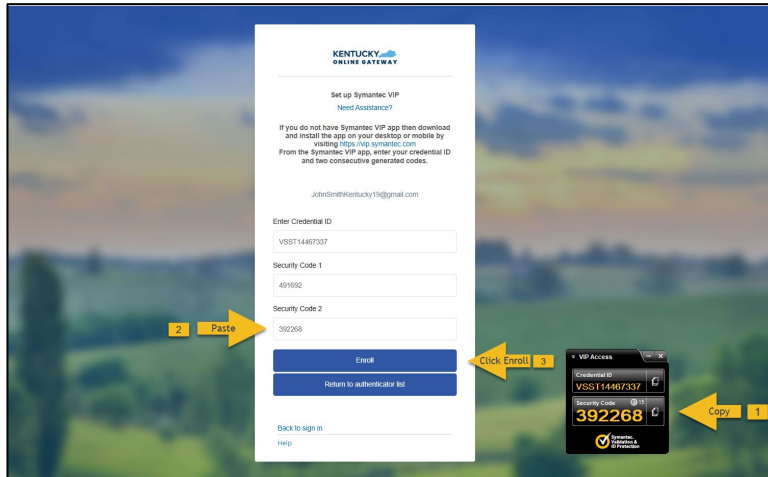 KENTUCKY
ONLINE GATEWAY
Set up Symantec VIP
Need Assistance?
If you do not have Symantec VIP app then download
and install the app on your desktop or mobile by
visiting https://vip.symantec.com
From the Symantec VIP app, enter your credential ID
and two consecutive generated codes.
JohnSmithKentucky19@gmail.com
Enter Credential ID
VSST14467337
Security Code 1
491692
Security Code 2
2 Paste
392268
Enroll
Click Enroll 3
Return to authenticator list
Back to sign in
Help
VIP Access
Credential ID
VSST14467337
Security Code 15
392268
Copy 1
Symantec.
Validation &
ID Protection